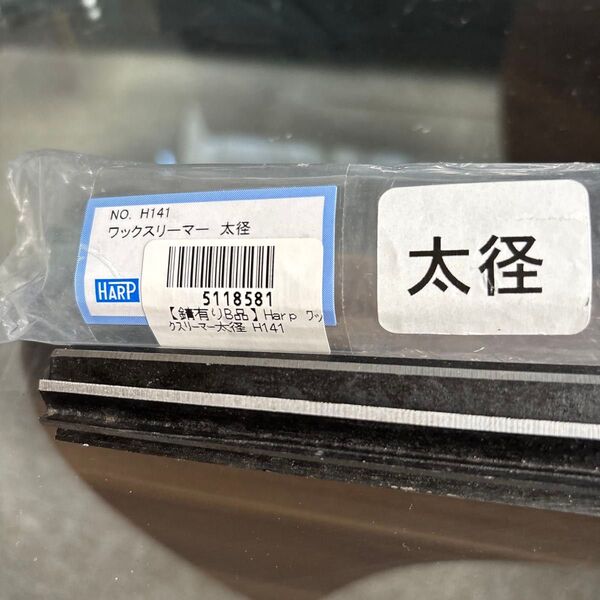 NO. H141
ワックスリーマー 太径
HARP
5118581
【錆有りB品】Harp ワッ
クスリーマー太径 H141
太径